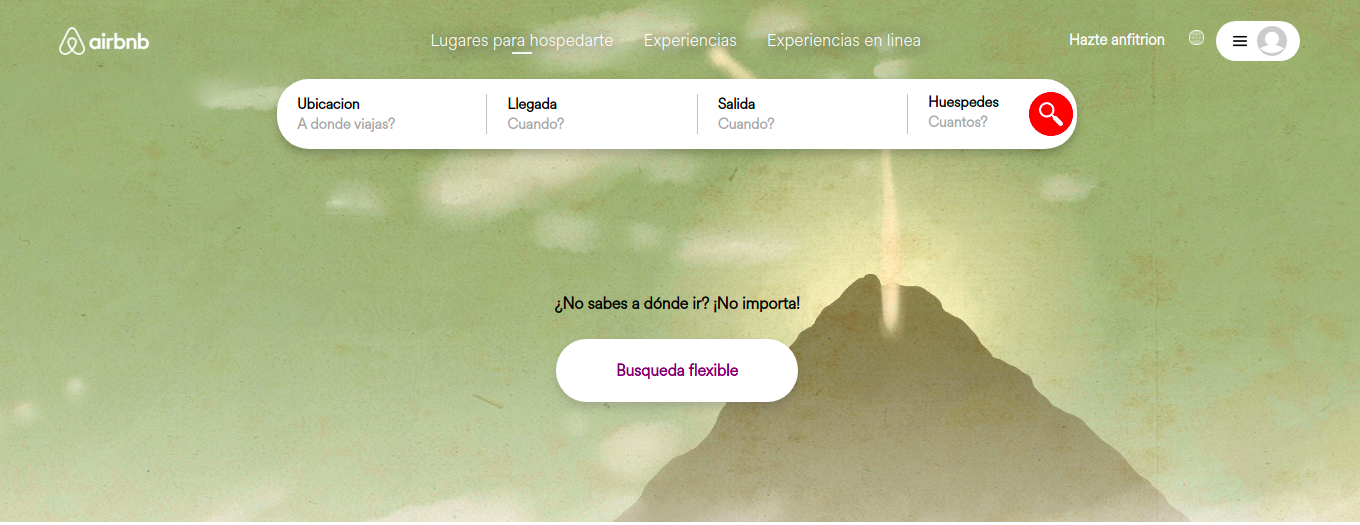 airbnb
Lugares para hospedarte
Experiencias
Experiencias en linea
Hazte anfitrion
Ubicacion
A donde viajas?
Llegada
Cuando?
Salida
Cuando?
Huespedes
Cuantos?
¿No sabes a dónde ir? ¡No importa!
Busqueda flexible